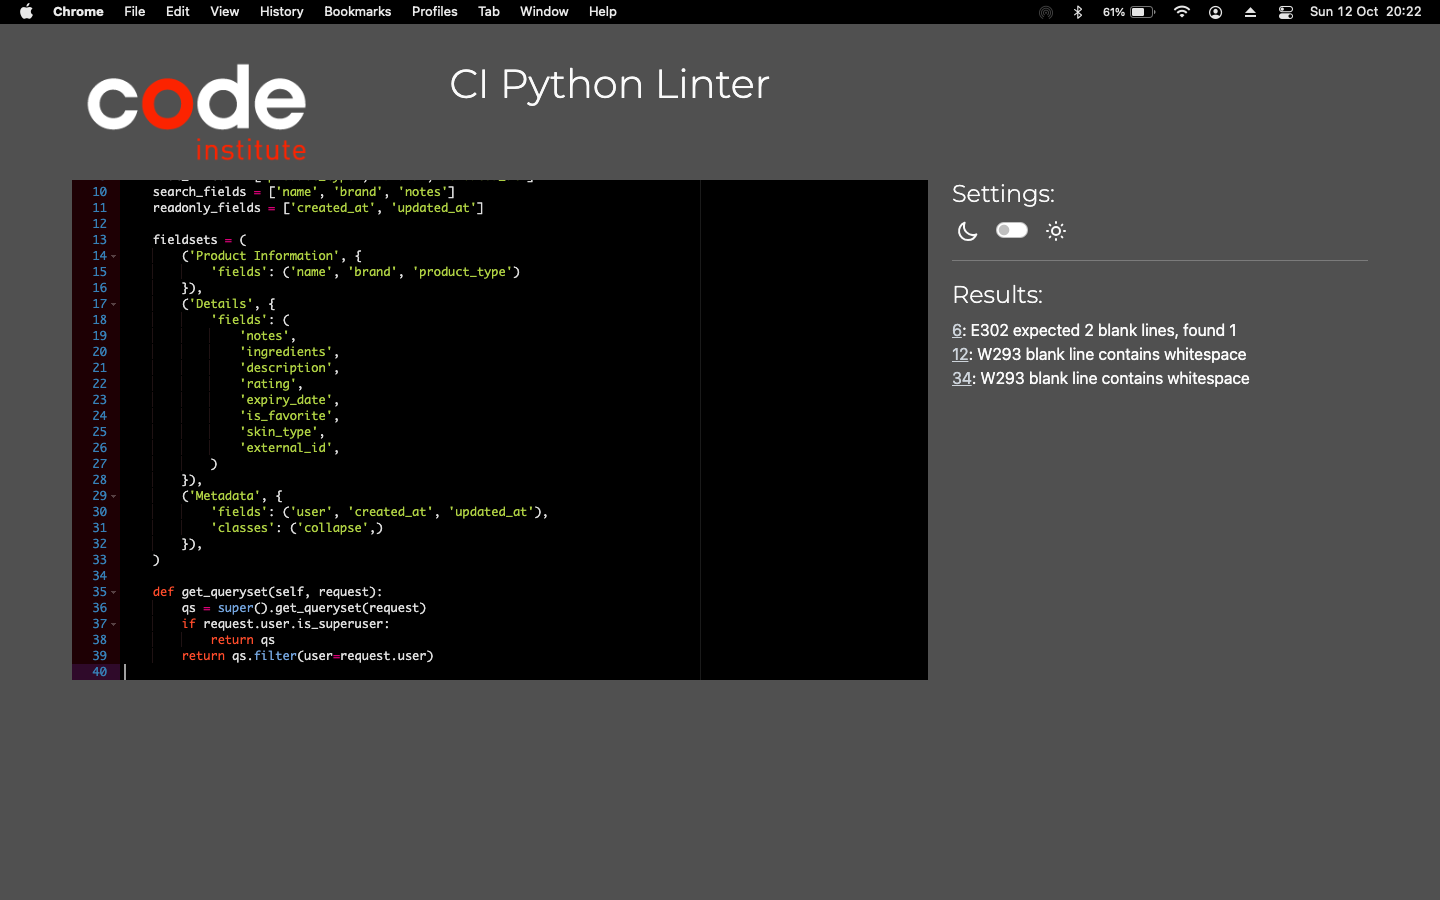 Chrome File Edit View History Bookmarks Profiles Tab Window Help 61% Sun 12 Oct 20:22
code
institute
CI Python Linter
10 search_fields = ['name', 'brand', 'notes']
11 readonly_fields = ['created_at', 'updated_at']
12
13 fieldsets = (
14 ('Product Information', {
15 'fields': ('name', 'brand', 'product_type')
16 }),
17 ('Details', {
18 'fields': (
19 'notes',
20 'ingredients',
21 'description',
22 'rating',
23 'expiry_date',
24 'is_favorite',
25 'skin_type',
26 'external_id',
27 )
28 }),
29 ('Metadata', {
30 'fields': ('user', 'created_at', 'updated_at'),
31 'classes': ('collapse',)
32 }),
33 )
34
35 def get_queryset(self, request):
36 qs = super().get_queryset(request)
37 if request.user.is_superuser:
38 return qs
39 return qs.filter(user=request.user)
40
Settings:
Results:
6: E302 expected 2 blank lines, found 1
12: W293 blank line contains whitespace
34: W293 blank line contains whitespace